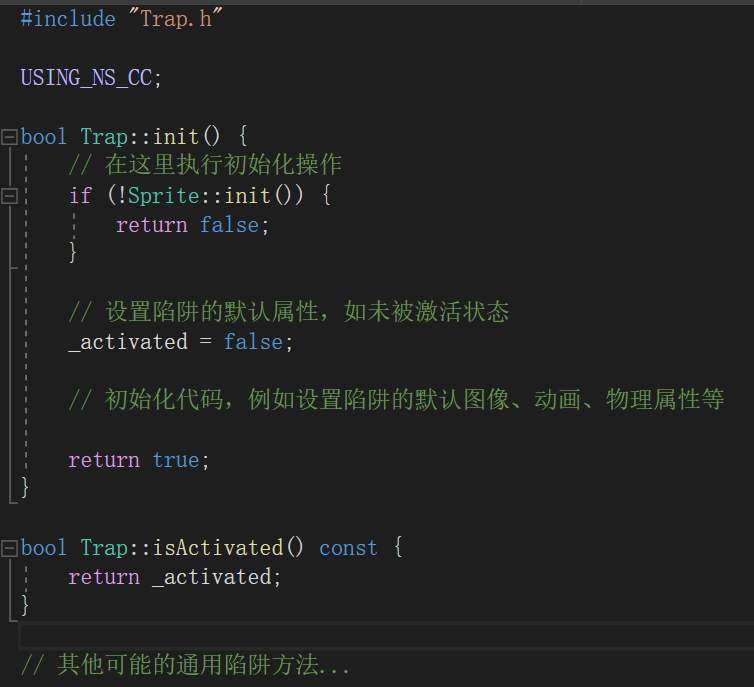 #include "Trap.h"
USING_NS_CC;
bool Trap::init() {
// 在这里执行初始化操作
if (!Sprite::init()) {
return false;
}
// 设置陷阱的默认属性，如未被激活状态
_activated = false;
// 初始化代码，例如设置陷阱的默认图像、动画、物理属性等
return true;
}
bool Trap::isActivated() const {
return _activated;
}
// 其他可能的通用陷阱方法...